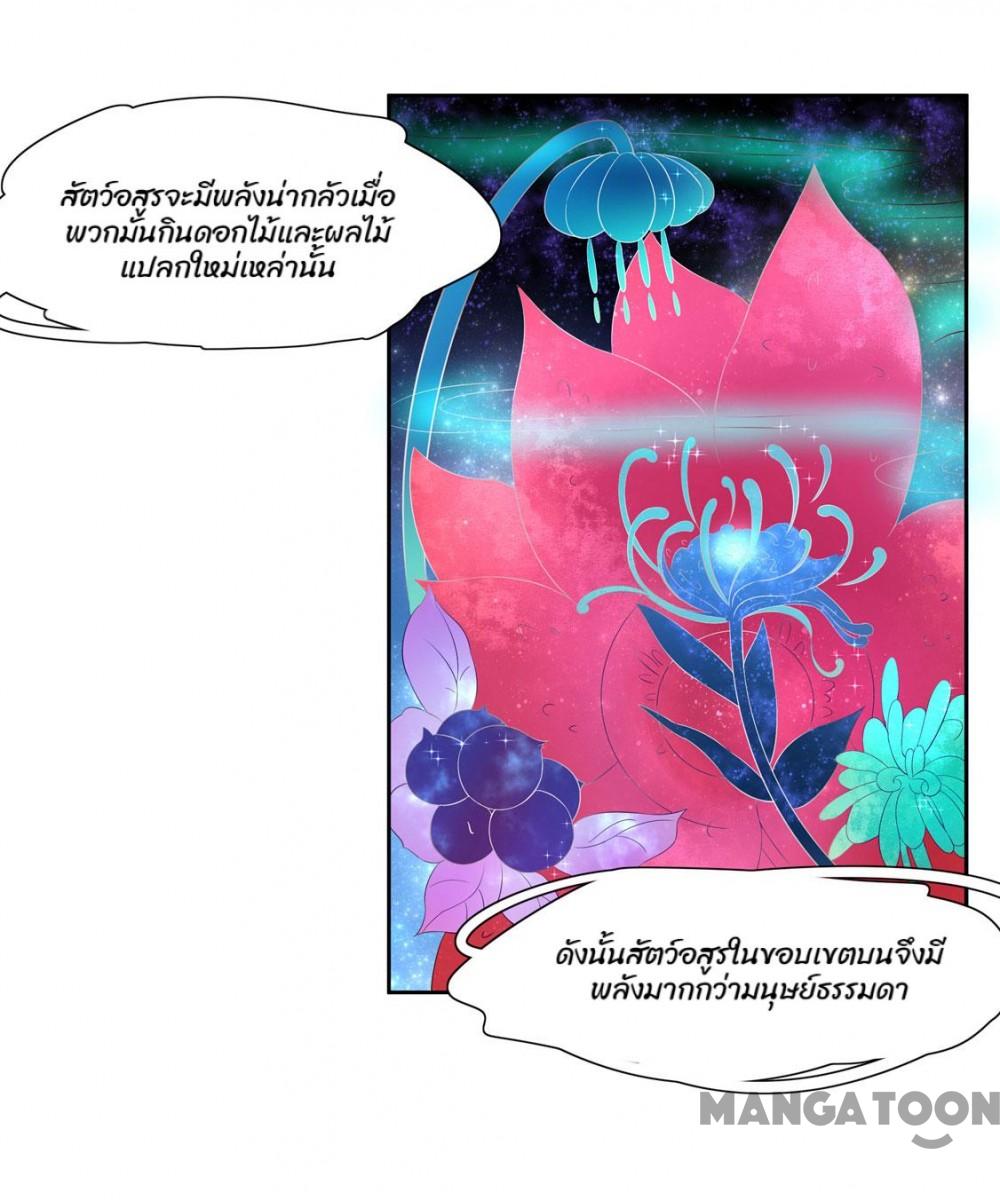 สัตว์อสูรจะมีพลังน่ากลัวเมื่อ
พวกมันกินดอกไม้และผลไม้
แปลกใหม่เหล่านั้น
ดังนั้นสัตว์อสูรในขอบเขตบนจึงมี
พลังมากกว่ามนุษย์ธรรมดา
MANGATOON